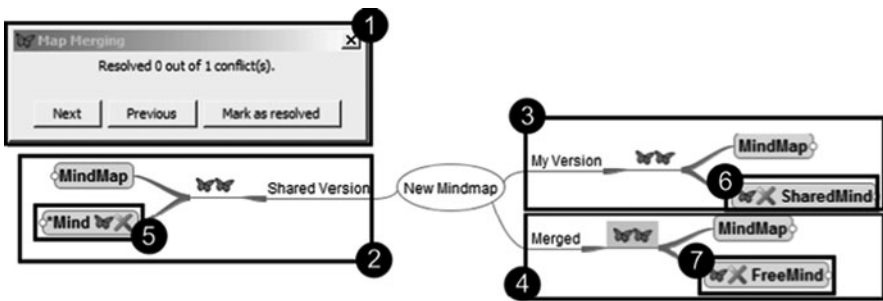 1
Map Merging
Resolved 0 out of 1 conflict(s).
Next Previous Mark as resolved
3
MindMap
My Version
6
SharedMind
MindMap
Shared Version
New Mindmap
*Mind
5
2
Merged
MindMap
7
FreeMind
4